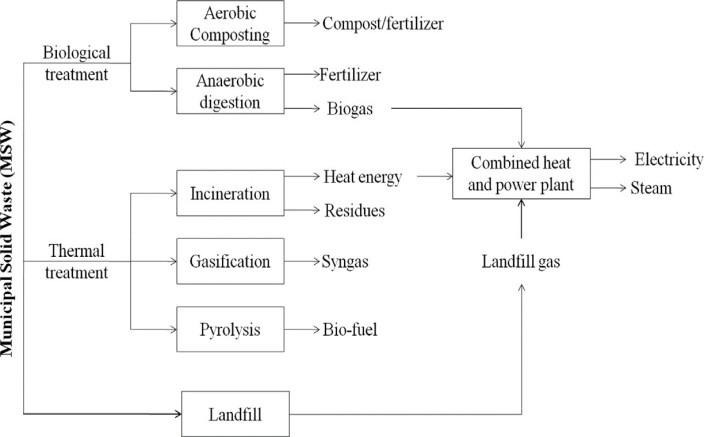 Municipal Solid Waste (MSW)
Biological
treatment
Aerobic
Composting
Compost/fertilizer
Anaerobic
digestion
Fertilizer
Biogas
Thermal
treatment
Incineration
Heat energy
Residues
Gasification
Syngas
Pyrolysis
Bio-fuel
Landfill
Landfill gas
Combined heat
and power plant
Electricity
Steam